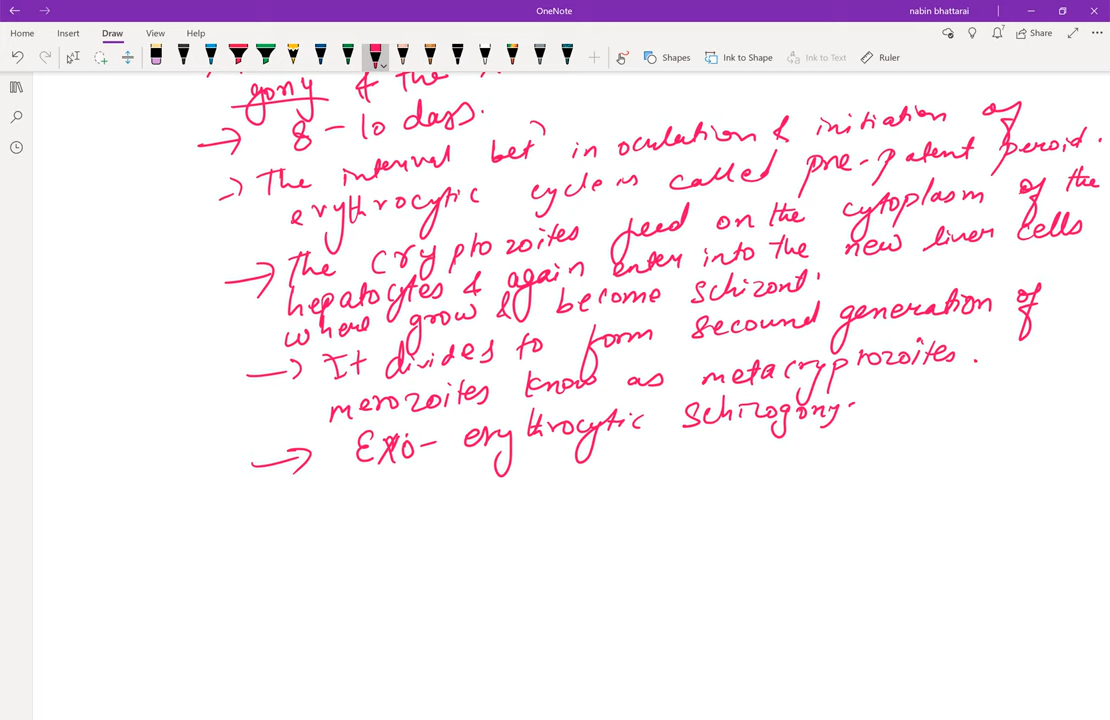 OneNote
nabin bhattarai
Home Insert Draw View Help
Share
Shapes Ink to Shape Ink to Text Ruler
gony & the
→ 8-10 days.
→ The interval bet^n in oculation & initiation of
erythrocytic cycle is called pre-patent peroid.
→ The cryptozoites feed on the cytoplasm of the
hepatocytes & again enter into the new liver cells
where grow & become schizont.
→ It divides to form secound generation of
merozoites know as metacryptozoites.
→ Exo-erythrocytic Schizogony.